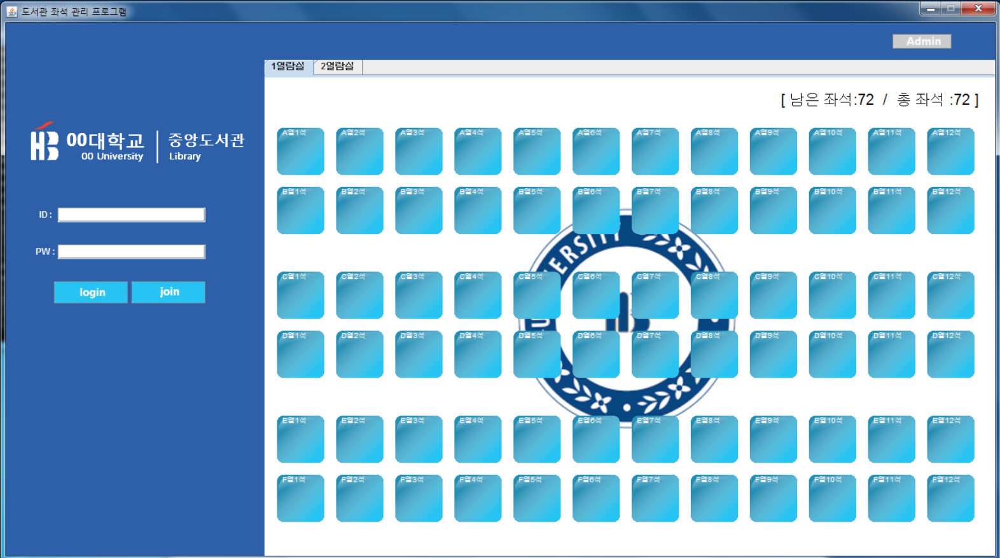 도서관 좌석 관리 프로그램
Admin
1열람실 2열람실
[ 남은 좌석:72 / 총 좌석 :72 ]
00대학교 중앙도서관
00 University Library
ID :
PW :
login join
A열1석 A열2석 A열3석 A열4석 A열5석 A열6석 A열7석 A열8석 A열9석 A열10석 A열11석 A열12석
B열1석 B열2석 B열3석 B열4석 B열5석 B열6석 B열7석 B열8석 B열9석 B열10석 B열11석 B열12석
C열1석 C열2석 C열3석 C열4석 C열5석 C열6석 C열7석 C열8석 C열9석 C열10석 C열11석 C열12석
D열1석 D열2석 D열3석 D열4석 D열5석 D열6석 D열7석 D열8석 D열9석 D열10석 D열11석 D열12석
E열1석 E열2석 E열3석 E열4석 E열5석 E열6석 E열7석 E열8석 E열9석 E열10석 E열11석 E열12석
F열1석 F열2석 F열3석 F열4석 F열5석 F열6석 F열7석 F열8석 F열9석 F열10석 F열11석 F열12석